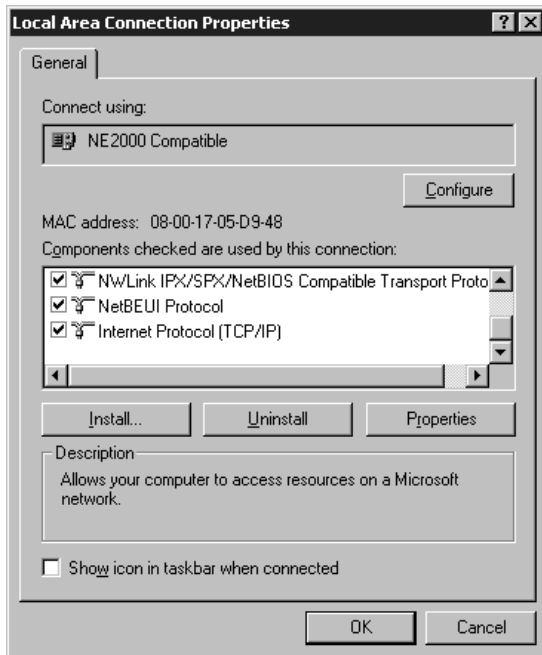 Local Area Connection Properties
General
Connect using:
NE2000 Compatible
Configure
MAC address: 08-00-17-05-D9-48
Components checked are used by this connection:
NWLink IPX/SPX/NetBIOS Compatible Transport Proto
NetBEUI Protocol
Internet Protocol (TCP/IP)
Install... Uninstall Properties
Description
Allows your computer to access resources on a Microsoft
network.
Show icon in taskbar when connected
OK Cancel